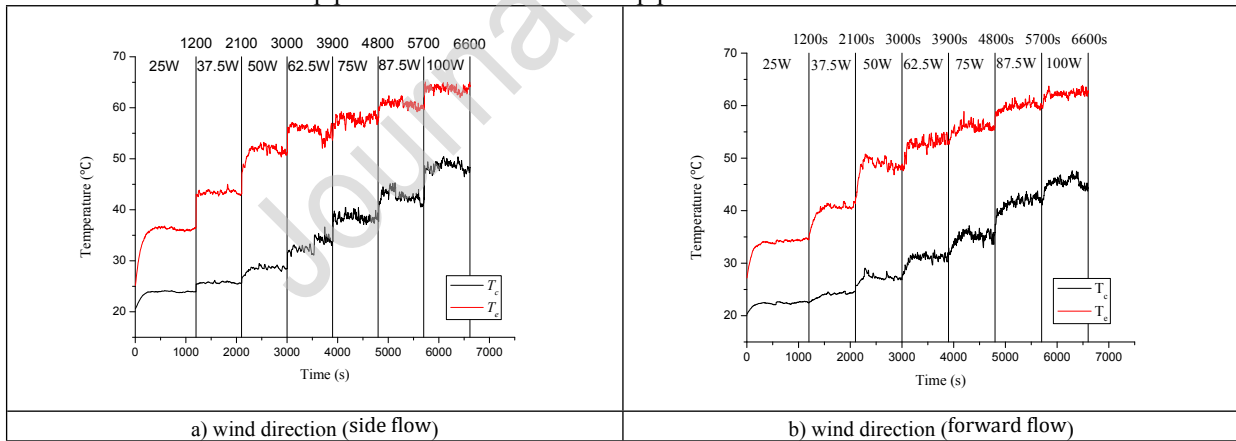 1200 2100 3000 3900 4800 5700 6600
25W 37.5W 50W 62.5W 75W 87.5W 100W
70
60
50
40
30
20
Temperature (℃)
T_c
T_e
0 1000 2000 3000 4000 5000 6000 7000
Time (s)
a) wind direction (side flow)
1200s 2100s 3000s 3900s 4800s 5700s 6600s
25W 37.5W 50W 62.5W 75W 87.5W 100W
70
60
50
40
30
20
Temperature (℃)
T_c
T_e
0 1000 2000 3000 4000 5000 6000 7000
Time (s)
b) wind direction (forward flow)
Journal